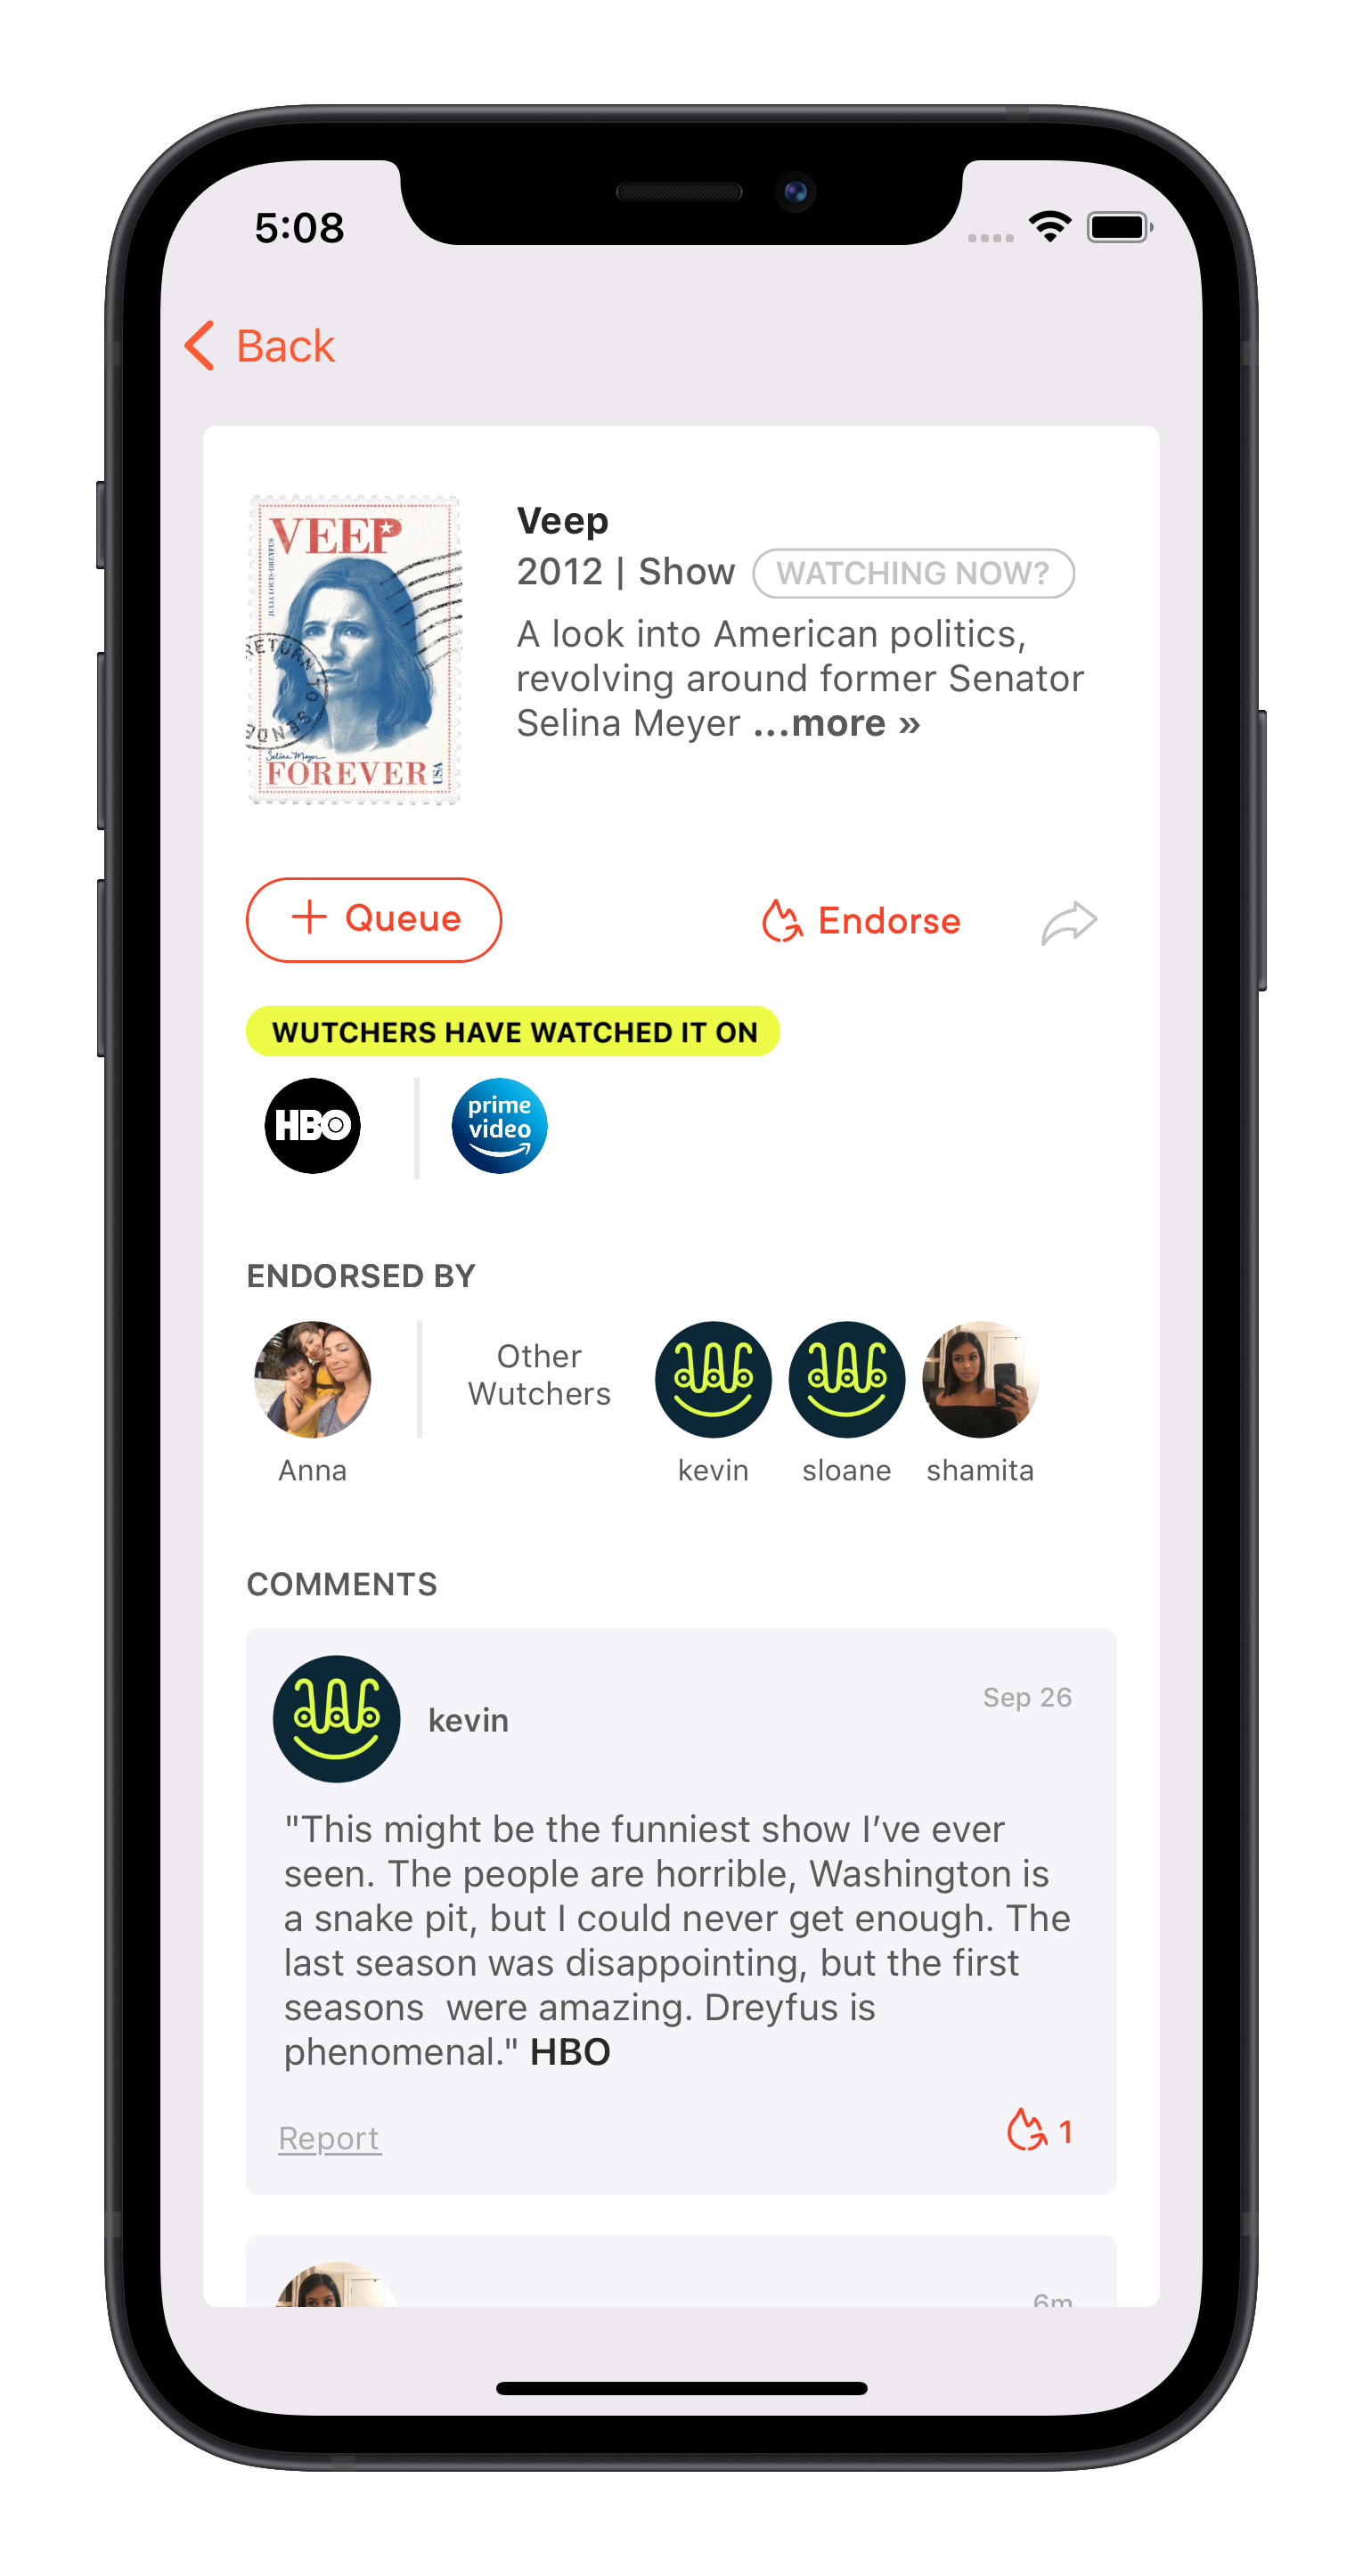 5:08
Back
VEEP
JULIA LOUIS-DREYFUS
RETURN TO SENDE
Selina Meyer
FOREVER
USA
Veep
2012 | Show
WATCHING NOW?
A look into American politics,
revolving around former Senator
Selina Meyer ...more »
+ Queue
Endorse
WUTCHERS HAVE WATCHED IT ON
HBO
prime
video
ENDORSED BY
Other
Wutchers
Anna
kevin
sloane
shamita
COMMENTS
kevin
Sep 26
"This might be the funniest show I’ve ever
seen. The people are horrible, Washington is
a snake pit, but I could never get enough. The
last season was disappointing, but the first
seasons  were amazing. Dreyfus is
phenomenal." HBO
Report
1
6m